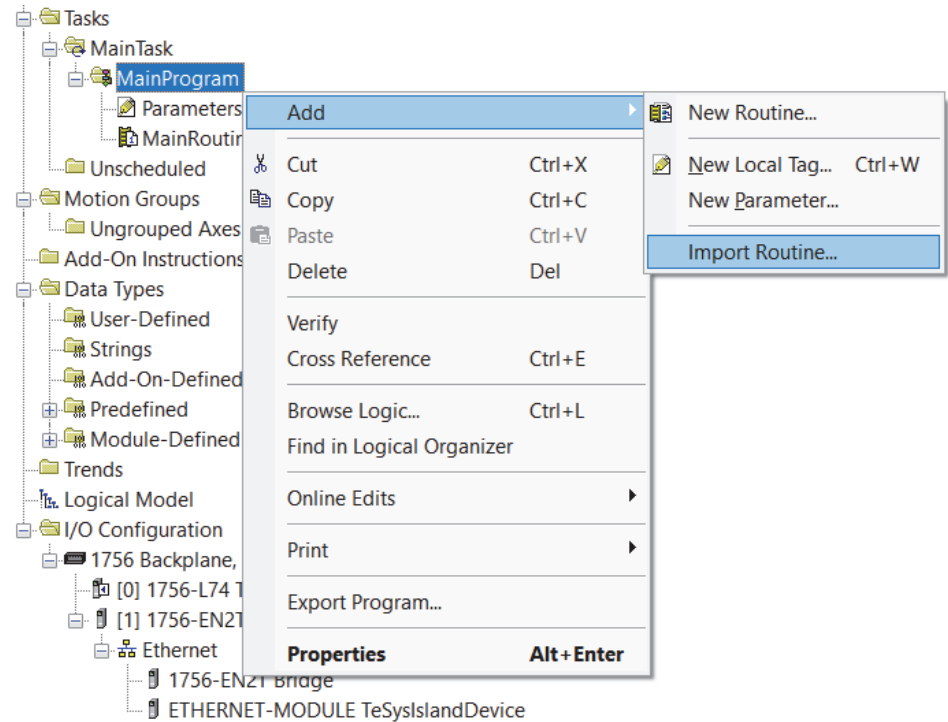 Tasks
MainTask
MainProgram
Parameters
MainRoutin
Unscheduled
Motion Groups
Ungrouped Axes
Add-On Instructions
Data Types
User-Defined
Strings
Add-On-Defined
Predefined
Module-Defined
Trends
Logical Model
I/O Configuration
1756 Backplane,
[0] 1756-L74 T
[1] 1756-EN2T
Ethernet
1756-EN2T Bridge
ETHERNET-MODULE TeSysIslandDevice
Add
Cut Ctrl+X
Copy Ctrl+C
Paste Ctrl+V
Delete Del
Verify
Cross Reference Ctrl+E
Browse Logic... Ctrl+L
Find in Logical Organizer
Online Edits
Print
Export Program...
Properties Alt+Enter
New Routine...
New Local Tag... Ctrl+W
New Parameter...
Import Routine...